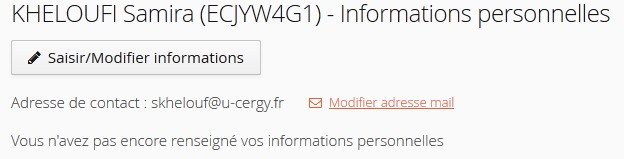 KHELOUFI Samira (ECJYW4G1) - Informations personnelles
Saisir/Modifier informations
Adresse de contact : skhelouf@u-cergy.fr Modifier adresse mail
Vous n'avez pas encore renseigné vos informations personnelles